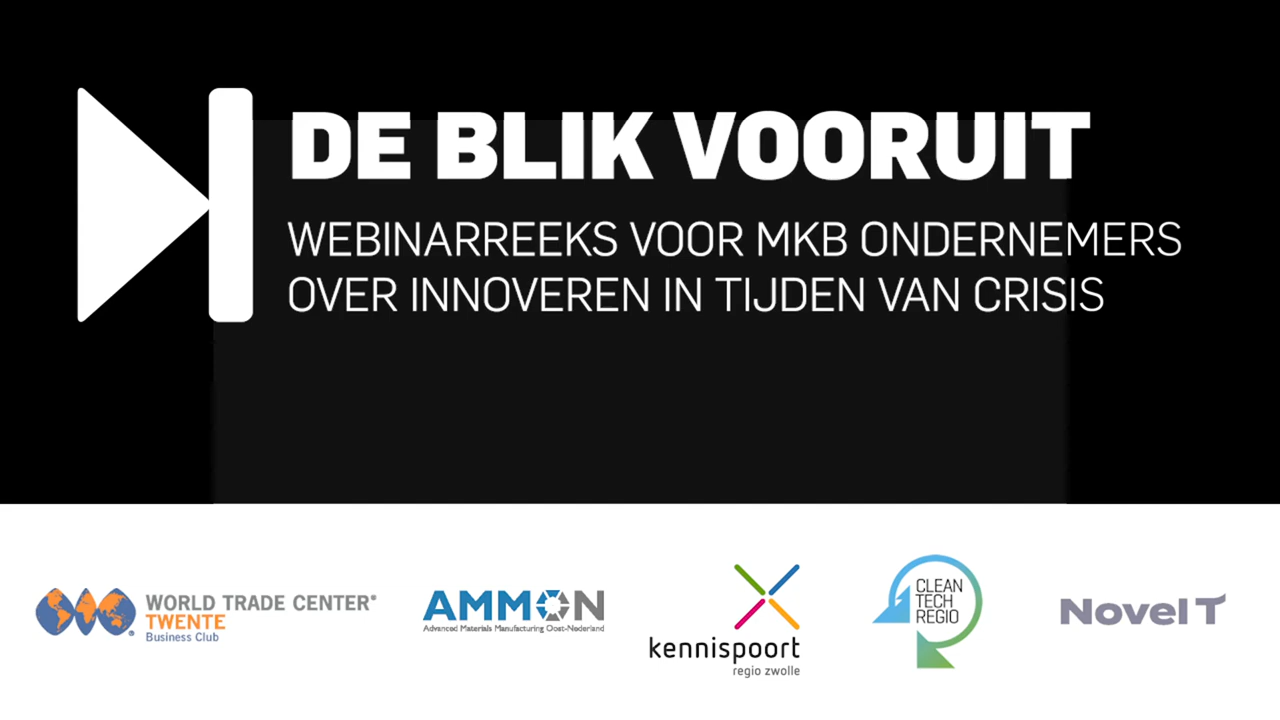 DE BLIK VOORUIT
WEBINARREEKS VOOR MKB ONDERNEMERS
OVER INNOVEREN IN TIJDEN VAN CRISIS
WORLD TRADE CENTER®
TWENTE
Business Club
AMMON
Advanced Materials Manufacturing Oost-Nederland
kennispoort
regio zwolle
CLEAN
TECH
REGIO
Novel T